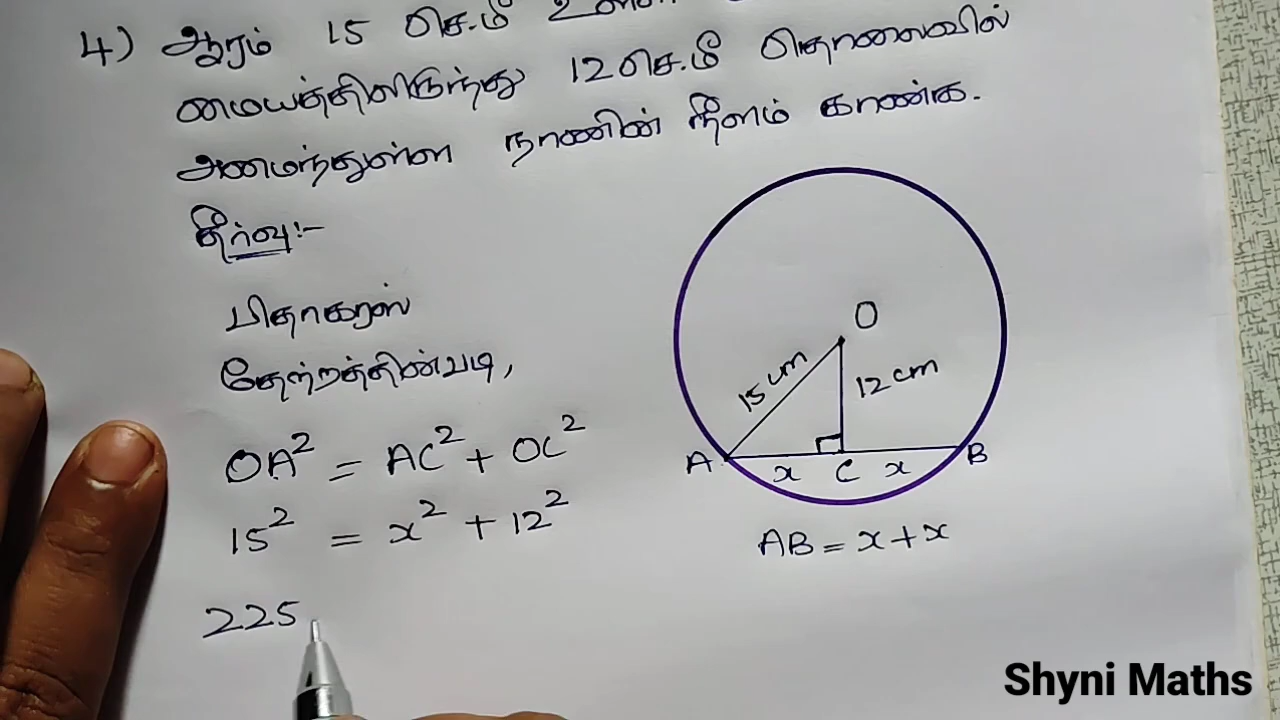 4) ஆரம் 15 செ.மீ உள்ள
மையத்திலிருந்து 12 செ.மீ தொலைவில்
அமைந்துள்ள நாணின் நீளம் காண்க.
தீர்வு:-
பிதாகரஸ்
தேற்றத்தின்படி,
OA² = AC² + OC²
15² = x² + 12²
225
O
15 cm
12 cm
A x C x B
AB = x + x
Shyni Maths